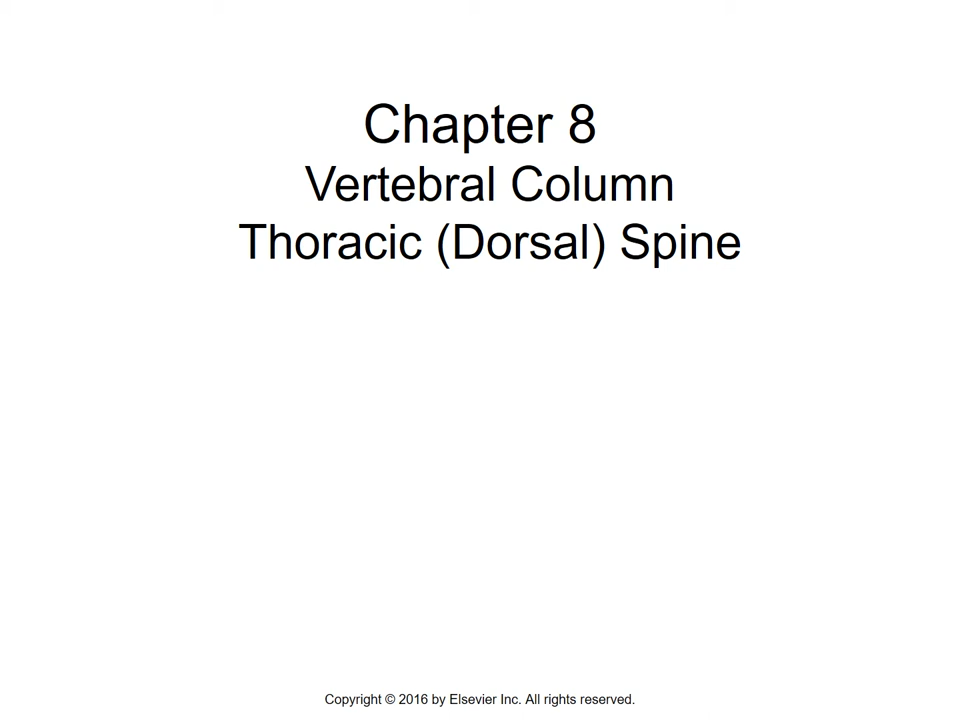 Chapter 8
Vertebral Column
Thoracic (Dorsal) Spine
Copyright © 2016 by Elsevier Inc. All rights reserved.